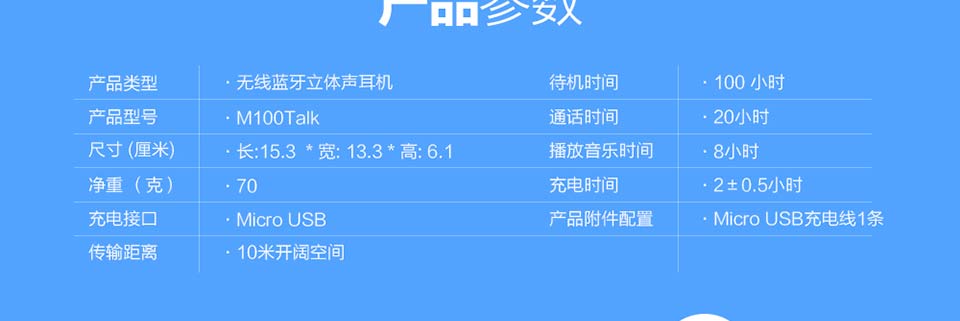 产品参数
产品类型 · 无线蓝牙立体声耳机 待机时间 · 100 小时
产品型号 · M100Talk 通话时间 · 20小时
尺寸 (厘米) · 长:15.3 * 宽: 13.3 * 高: 6.1 播放音乐时间 · 8小时
净重 ( 克 ) · 70 充电时间 · 2±0.5小时
充电接口 · Micro USB 产品附件配置 · Micro USB充电线1条
传输距离 · 10米开阔空间